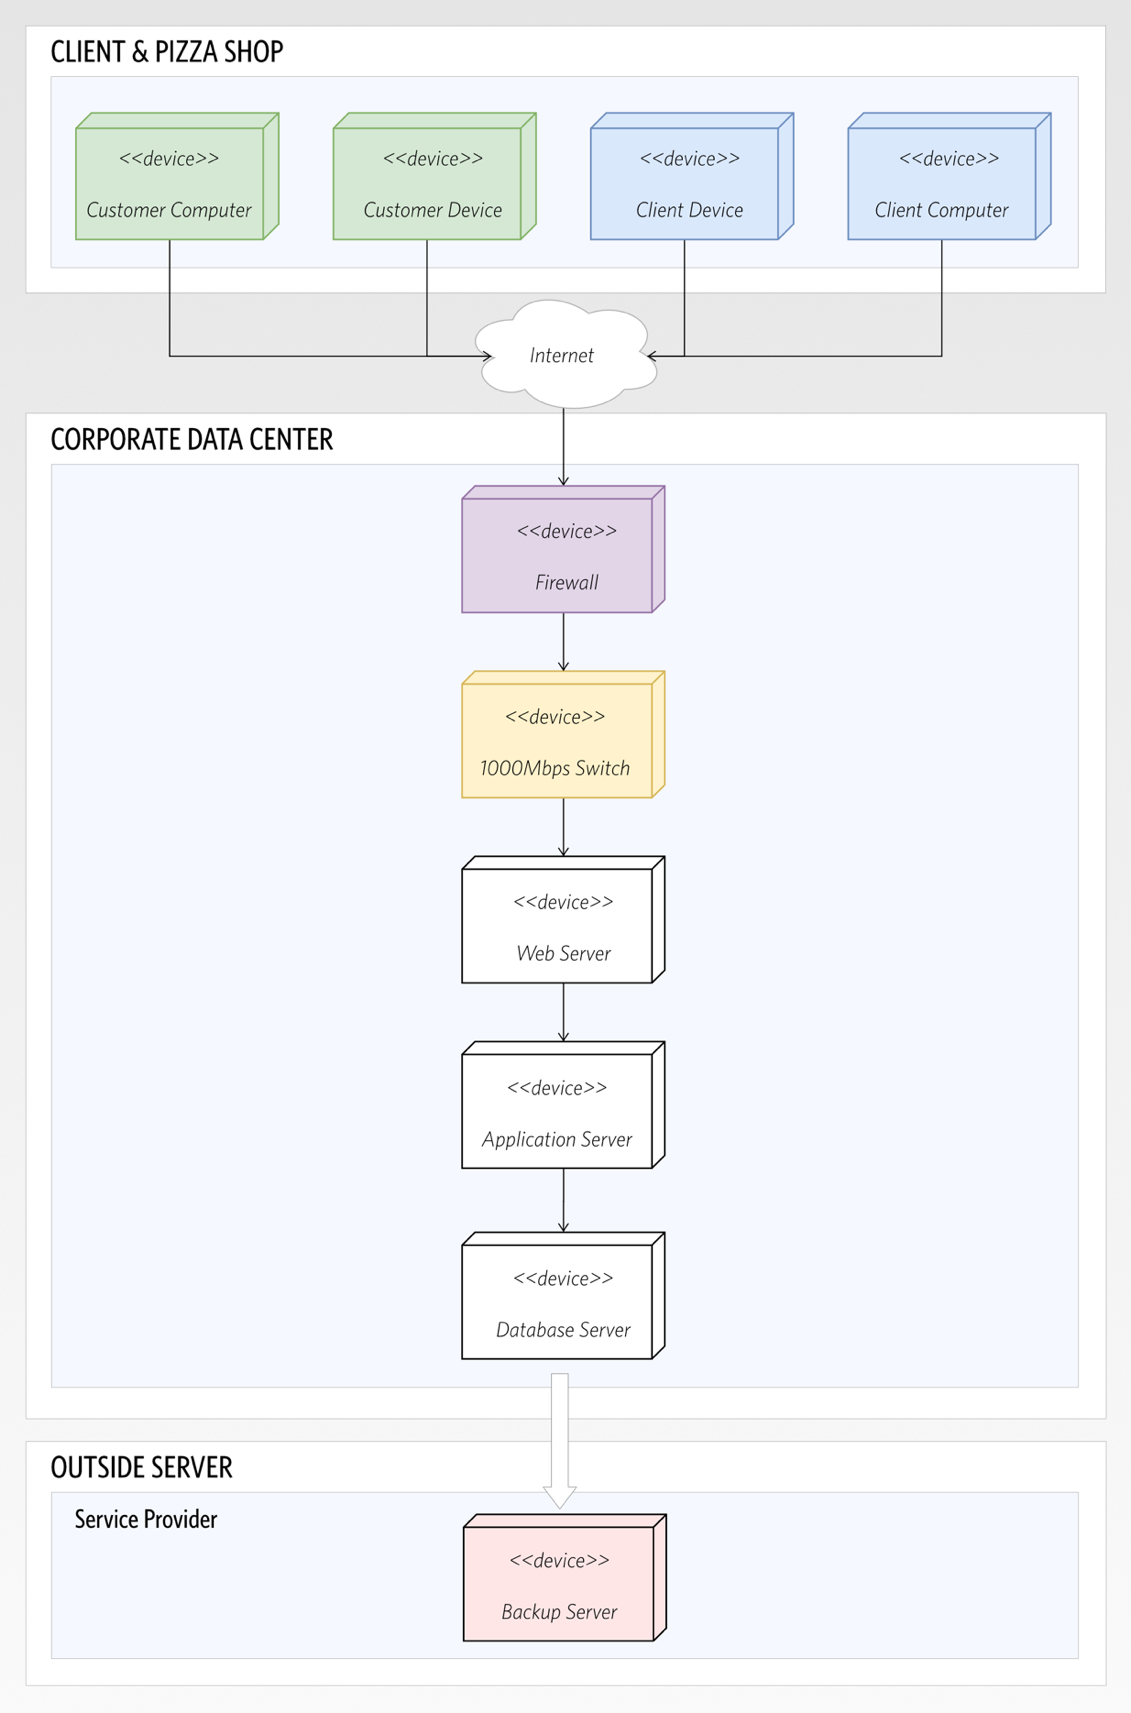 CLIENT & PIZZA SHOP
<<device>>
Customer Computer
<<device>>
Customer Device
<<device>>
Client Device
<<device>>
Client Computer
Internet
CORPORATE DATA CENTER
<<device>>
Firewall
<<device>>
1000Mbps Switch
<<device>>
Web Server
<<device>>
Application Server
<<device>>
Database Server
OUTSIDE SERVER
Service Provider
<<device>>
Backup Server